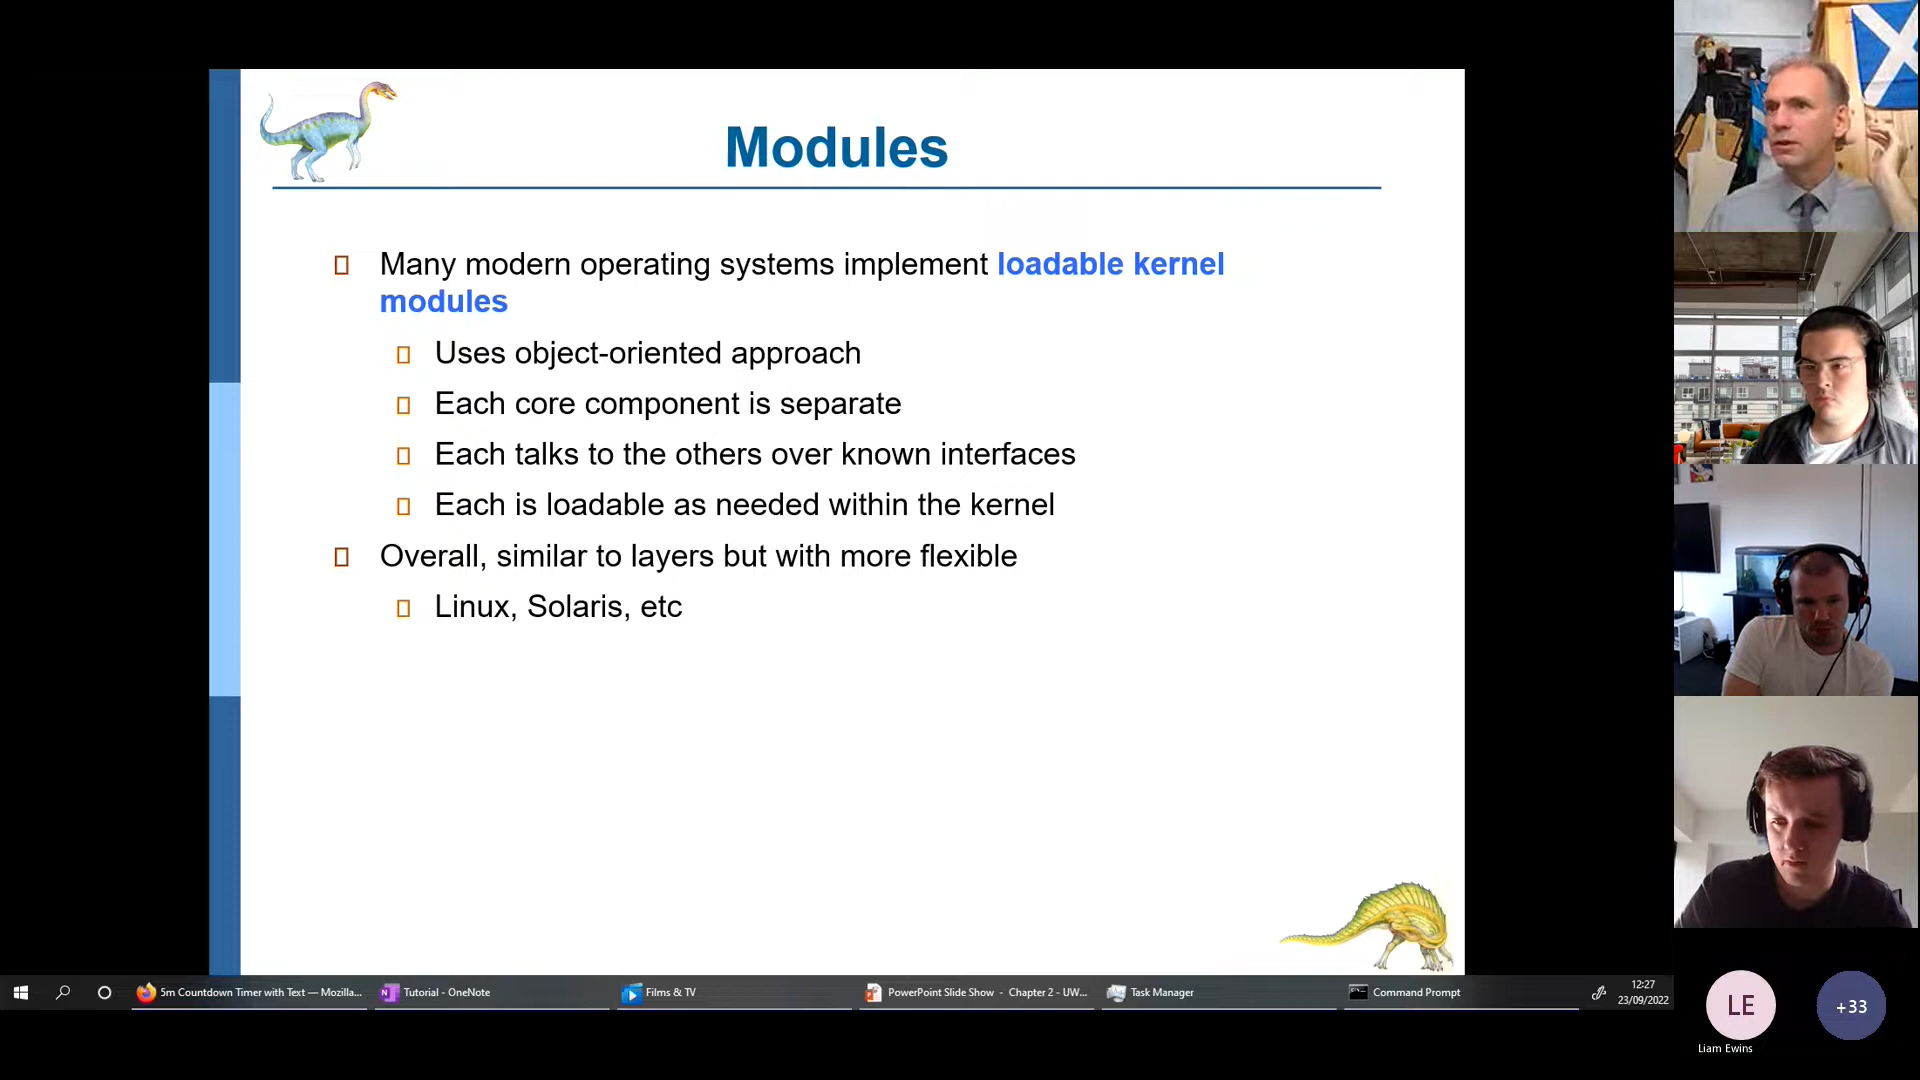 Modules
Many modern operating systems implement loadable kernel
modules
Uses object-oriented approach
Each core component is separate
Each talks to the others over known interfaces
Each is loadable as needed within the kernel
Overall, similar to layers but with more flexible
Linux, Solaris, etc
5m Countdown Timer with Text — Mozilla...
Tutorial - OneNote
Films & TV
PowerPoint Slide Show - Chapter 2 - UW...
Task Manager
Command Prompt
12:27
23/09/2022
LE
+33
Liam Ewins